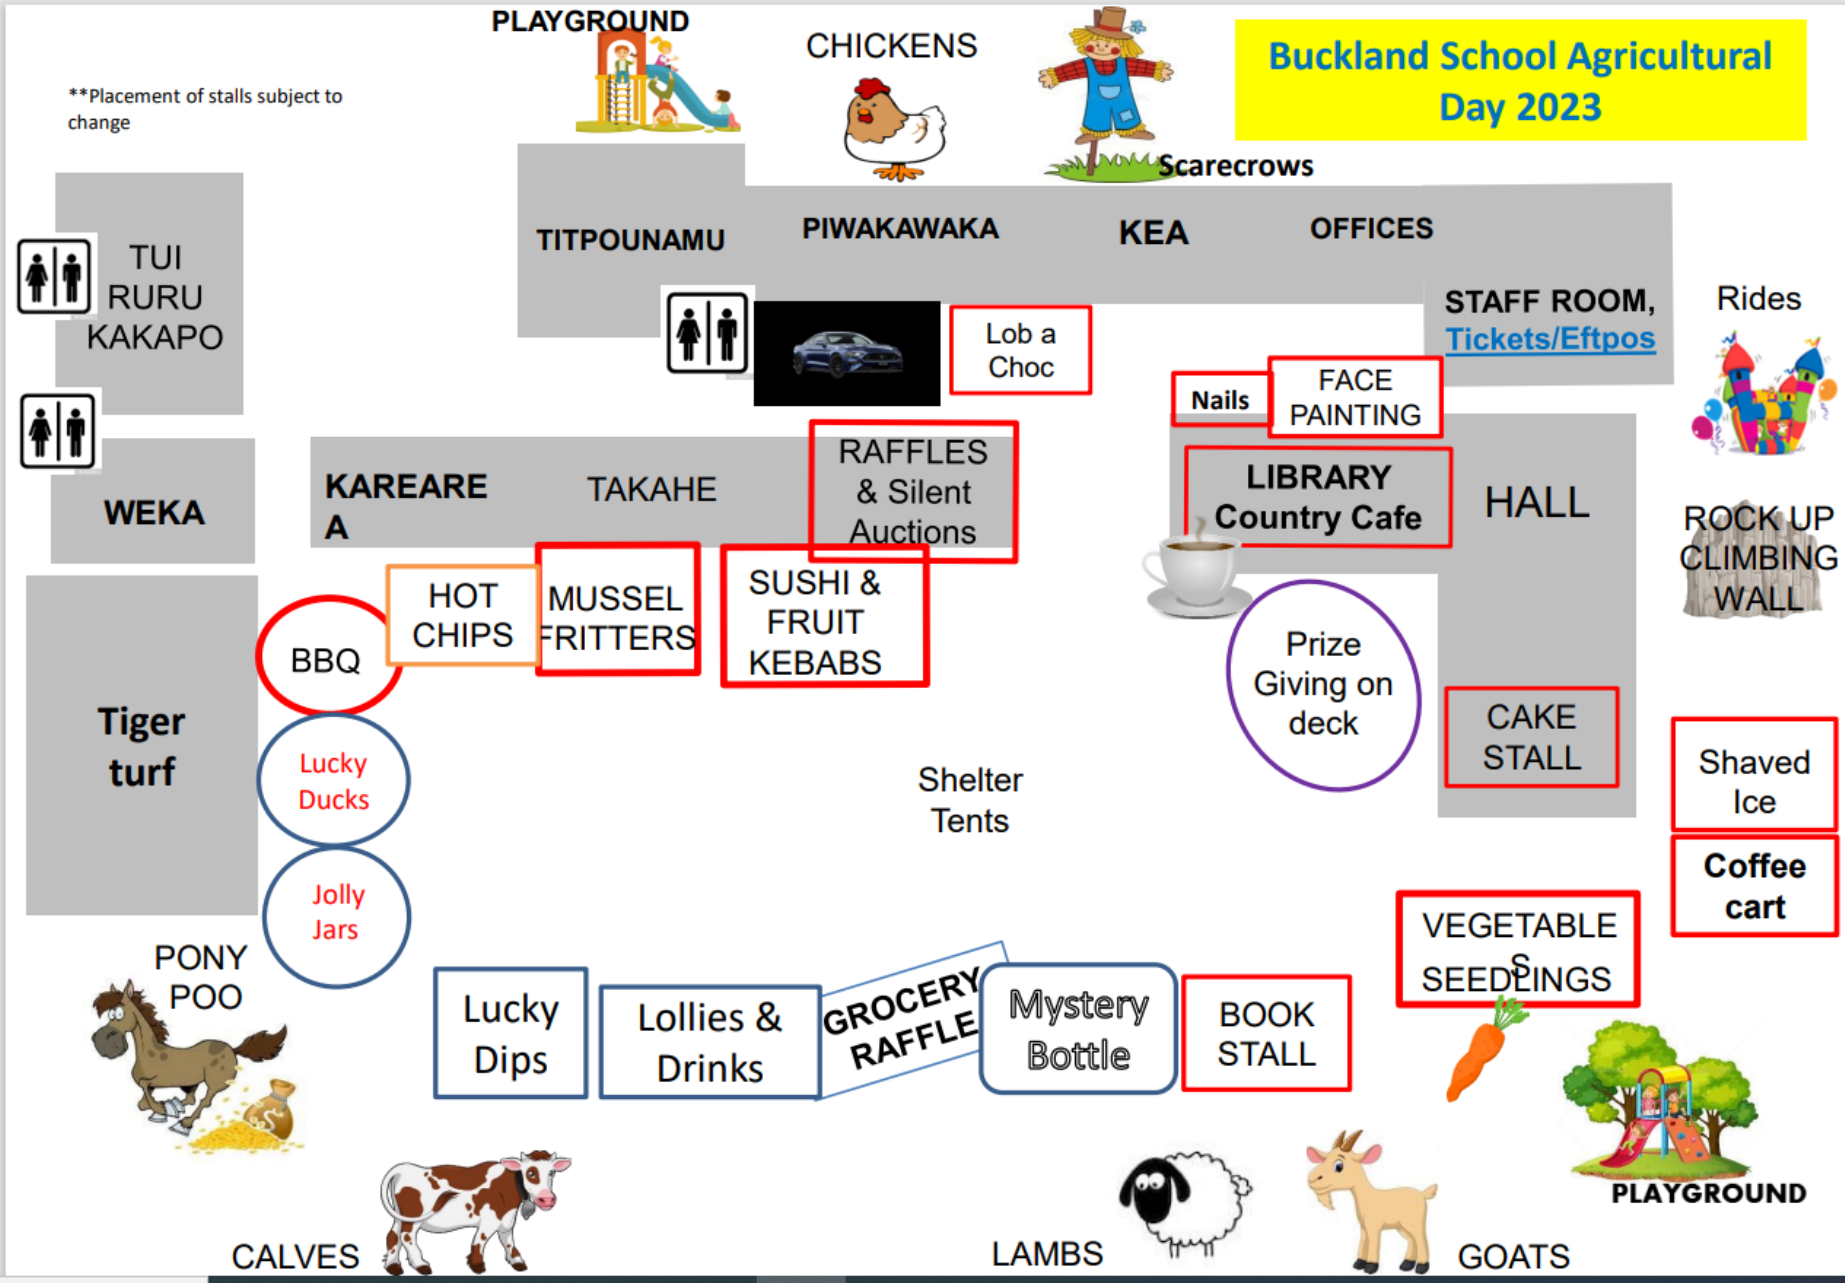 PLAYGROUND
CHICKENS
Buckland School Agricultural
Day 2023
**Placement of stalls subject to
change
Scarecrows
TITPOUNAMU
PIWAKAWAKA
KEA
OFFICES
TUI
RURU
KAKAPO
STAFF ROOM,
Tickets/Eftpos
Rides
Lob a
Choc
Nails
FACE
PAINTING
WEKA
KAREARE
A
TAKAHE
RAFFLES
& Silent
Auctions
LIBRARY
Country Cafe
HALL
ROCK UP
CLIMBING
WALL
BBQ
HOT
CHIPS
MUSSEL
FRITTERS
SUSHI &
FRUIT
KEBABS
Prize
Giving on
deck
Tiger
turf
Lucky
Ducks
Shelter
Tents
CAKE
STALL
Shaved
Ice
Coffee
cart
Jolly
Jars
VEGETABLE
S
SEEDLINGS
PONY
POO
Lucky
Dips
Lollies &
Drinks
GROCERY
RAFFLE
Mystery
Bottle
BOOK
STALL
PLAYGROUND
CALVES
LAMBS
GOATS